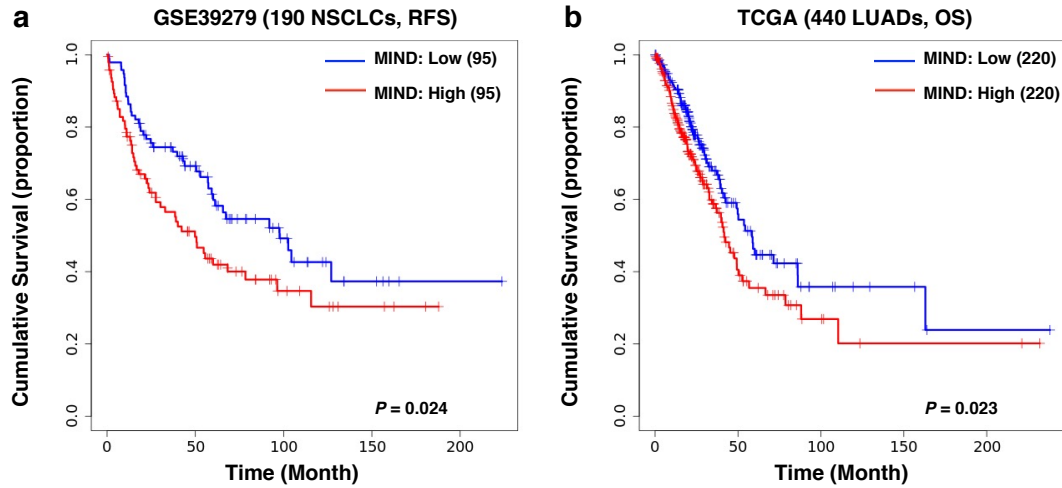 a
GSE39279 (190 NSCLCs, RFS)
Cumulative Survival (proportion)
1.0
0.8
0.6
0.4
0.2
0.0
MIND: Low (95)
MIND: High (95)
P = 0.024
0 50 100 150 200
Time (Month)
b
TCGA (440 LUADs, OS)
Cumulative Survival (proportion)
1.0
0.8
0.6
0.4
0.2
0.0
MIND: Low (220)
MIND: High (220)
P = 0.023
0 50 100 150 200
Time (Month)